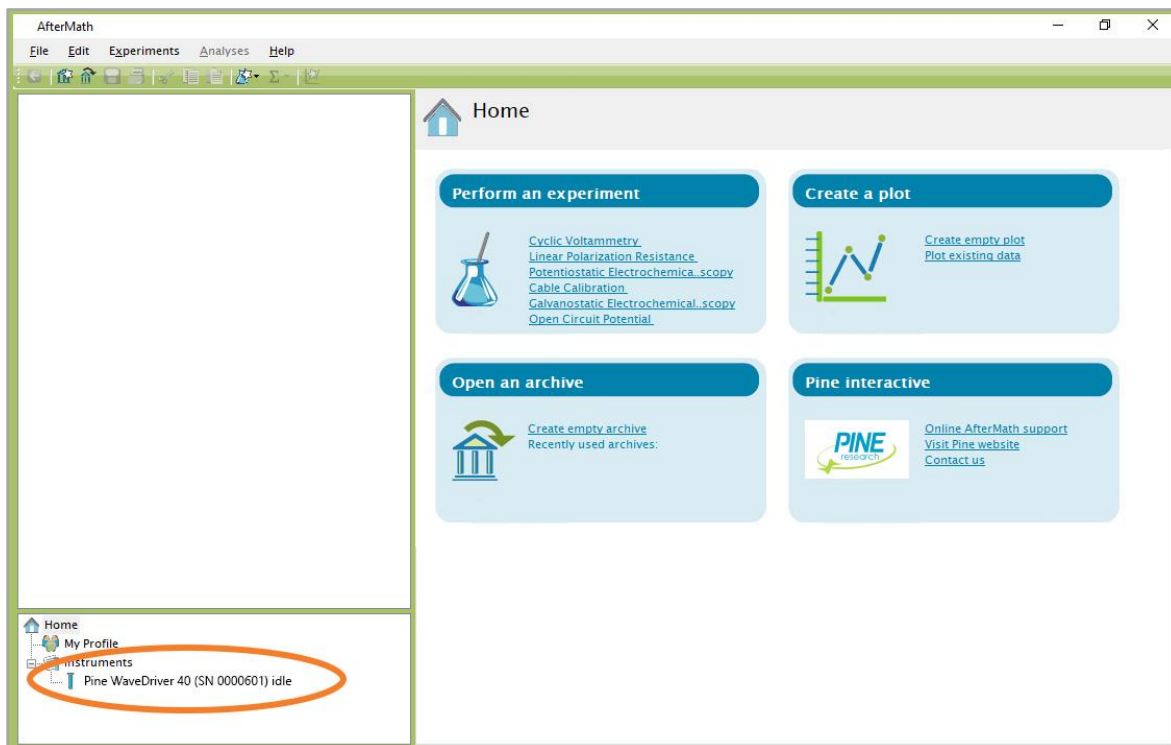 AfterMath
File Edit Experiments Analyses Help
Home
Perform an experiment
Cyclic Voltammetry
Linear Polarization Resistance
Potentiostatic Electrochemica..scopy
Cable Calibration
Galvanostatic Electrochemical..scopy
Open Circuit Potential
Create a plot
Create empty plot
Plot existing data
Open an archive
Create empty archive
Recently used archives:
Pine interactive
PINE
research
Online AfterMath support
Visit Pine website
Contact us
Home
My Profile
Instruments
Pine WaveDriver 40 (SN 0000601) idle